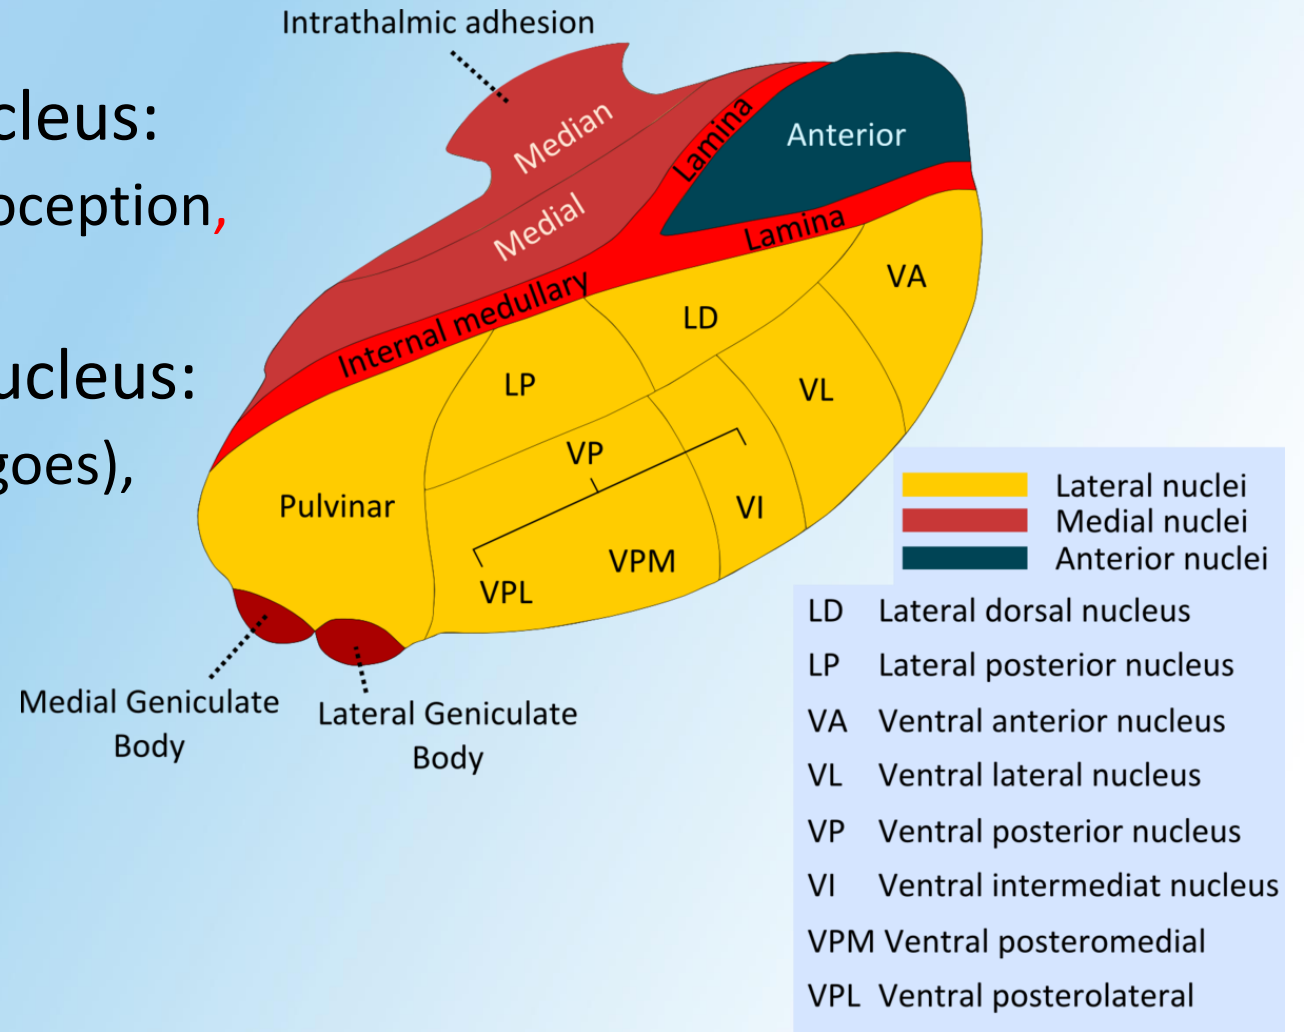 Intrathalmic adhesion
cleus:
oception,
ucleus:
goes),
Median
Medial
Lamina
Anterior
Lamina
Internal medullary
VA
LD
LP
VL
VP
Pulvinar
VI
VPM
VPL
Medial Geniculate
Body
Lateral Geniculate
Body
Lateral nuclei
Medial nuclei
Anterior nuclei
LD Lateral dorsal nucleus
LP Lateral posterior nucleus
VA Ventral anterior nucleus
VL Ventral lateral nucleus
VP Ventral posterior nucleus
VI Ventral intermediat nucleus
VPM Ventral posteromedial
VPL Ventral posterolateral